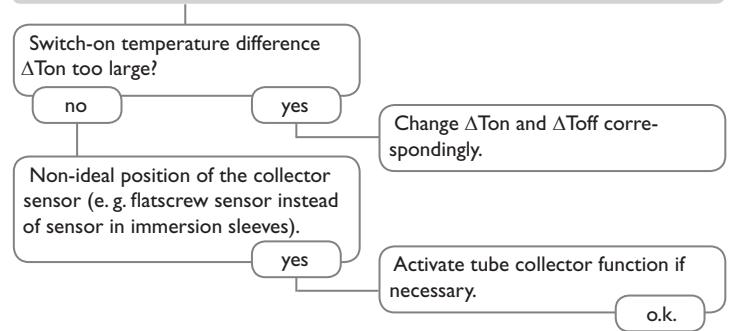 Switch-on temperature difference
ΔTon too large?
no
yes
Change ΔTon and ΔToff corre-
spondingly.
Non-ideal position of the collector
sensor (e. g. flatscrew sensor instead
of sensor in immersion sleeves).
yes
Activate tube collector function if
necessary.
o.k.